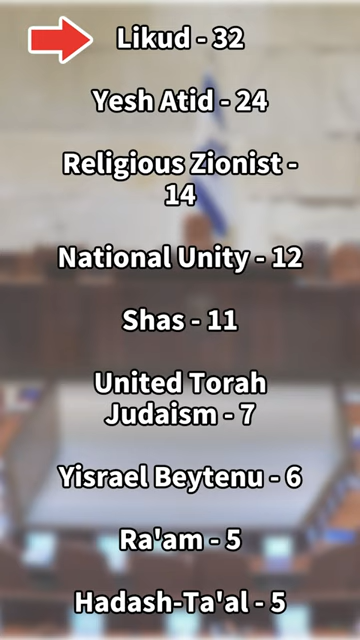 Likud - 32
Yesh Atid - 24
Religious Zionist -
14
National Unity - 12
Shas - 11
United Torah
Judaism - 7
Yisrael Beytenu - 6
Ra'am - 5
Hadash-Ta'al - 5